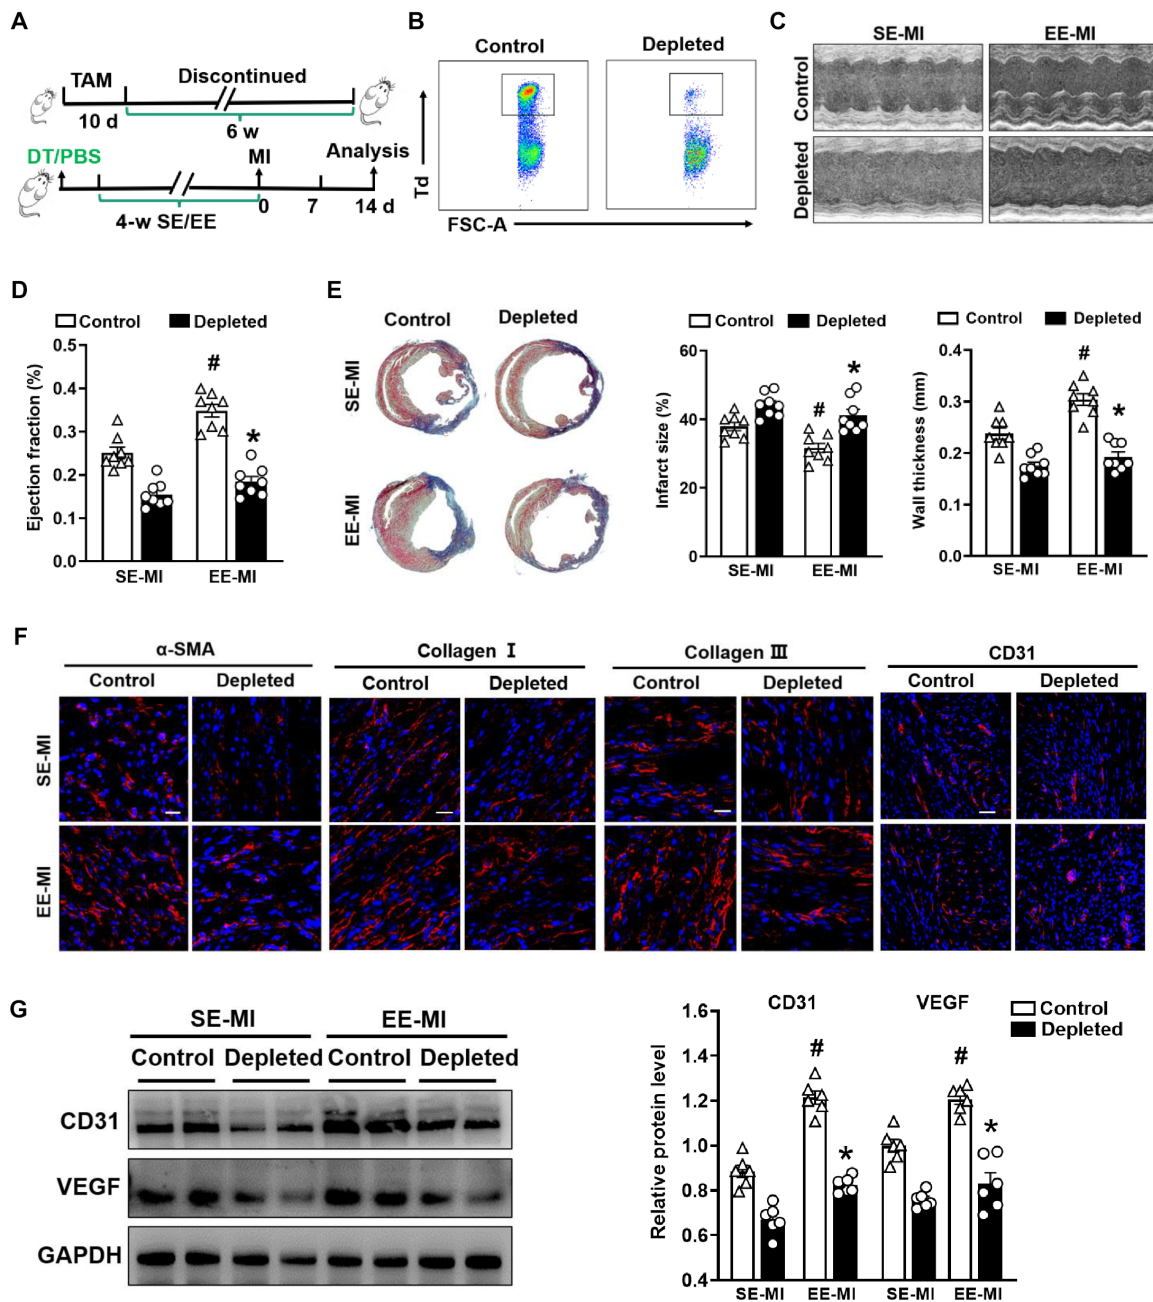 A
TAM
Discontinued
10 d
6 w
DT/PBS
MI
Analysis
4-w SE/EE
0
7
14 d
B
Control
Depleted
Td
FSC-A
C
SE-MI
EE-MI
Control
Depleted
D
Control
Depleted
Ejection fraction (%)
0.5
0.4
0.3
0.2
0.1
0.0
#
*
SE-MI
EE-MI
E
Control
Depleted
SE-MI
EE-MI
Control
Depleted
Infarct size (%)
60
40
20
0
#
*
SE-MI
EE-MI
Control
Depleted
Wall thickness (mm)
0.4
0.3
0.2
0.1
0.0
#
*
SE-MI
EE-MI
F
α-SMA
Collagen Ⅰ
Collagen Ⅲ
CD31
Control
Depleted
Control
Depleted
Control
Depleted
Control
Depleted
SE-MI
EE-MI
G
SE-MI
EE-MI
Control
Depleted
Control
Depleted
CD31
VEGF
GAPDH
CD31
VEGF
Control
Depleted
Relative protein level
1.6
1.4
1.2
1.0
0.8
0.6
0.4
#
*
#
*
SE-MI
EE-MI
SE-MI
EE-MI